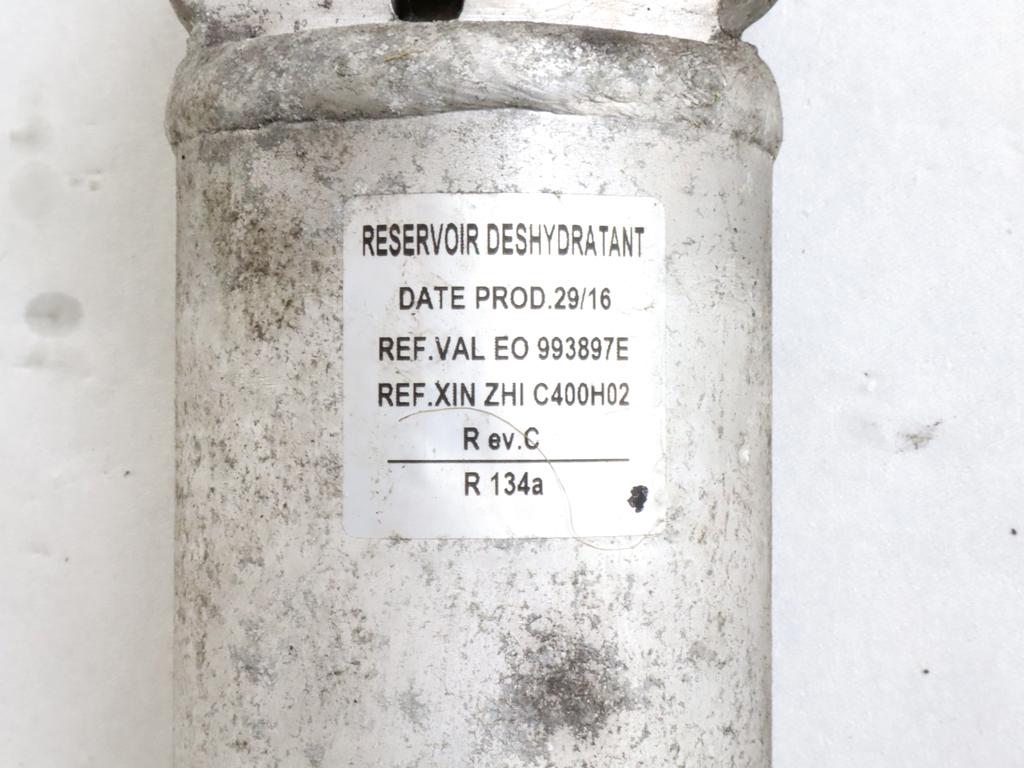 RESERVOIR DESHYDRATANT
DATE PROD.29/16
REF.VAL EO 993897E
REF.XIN ZHI C400H02
R ev.C
R 134a